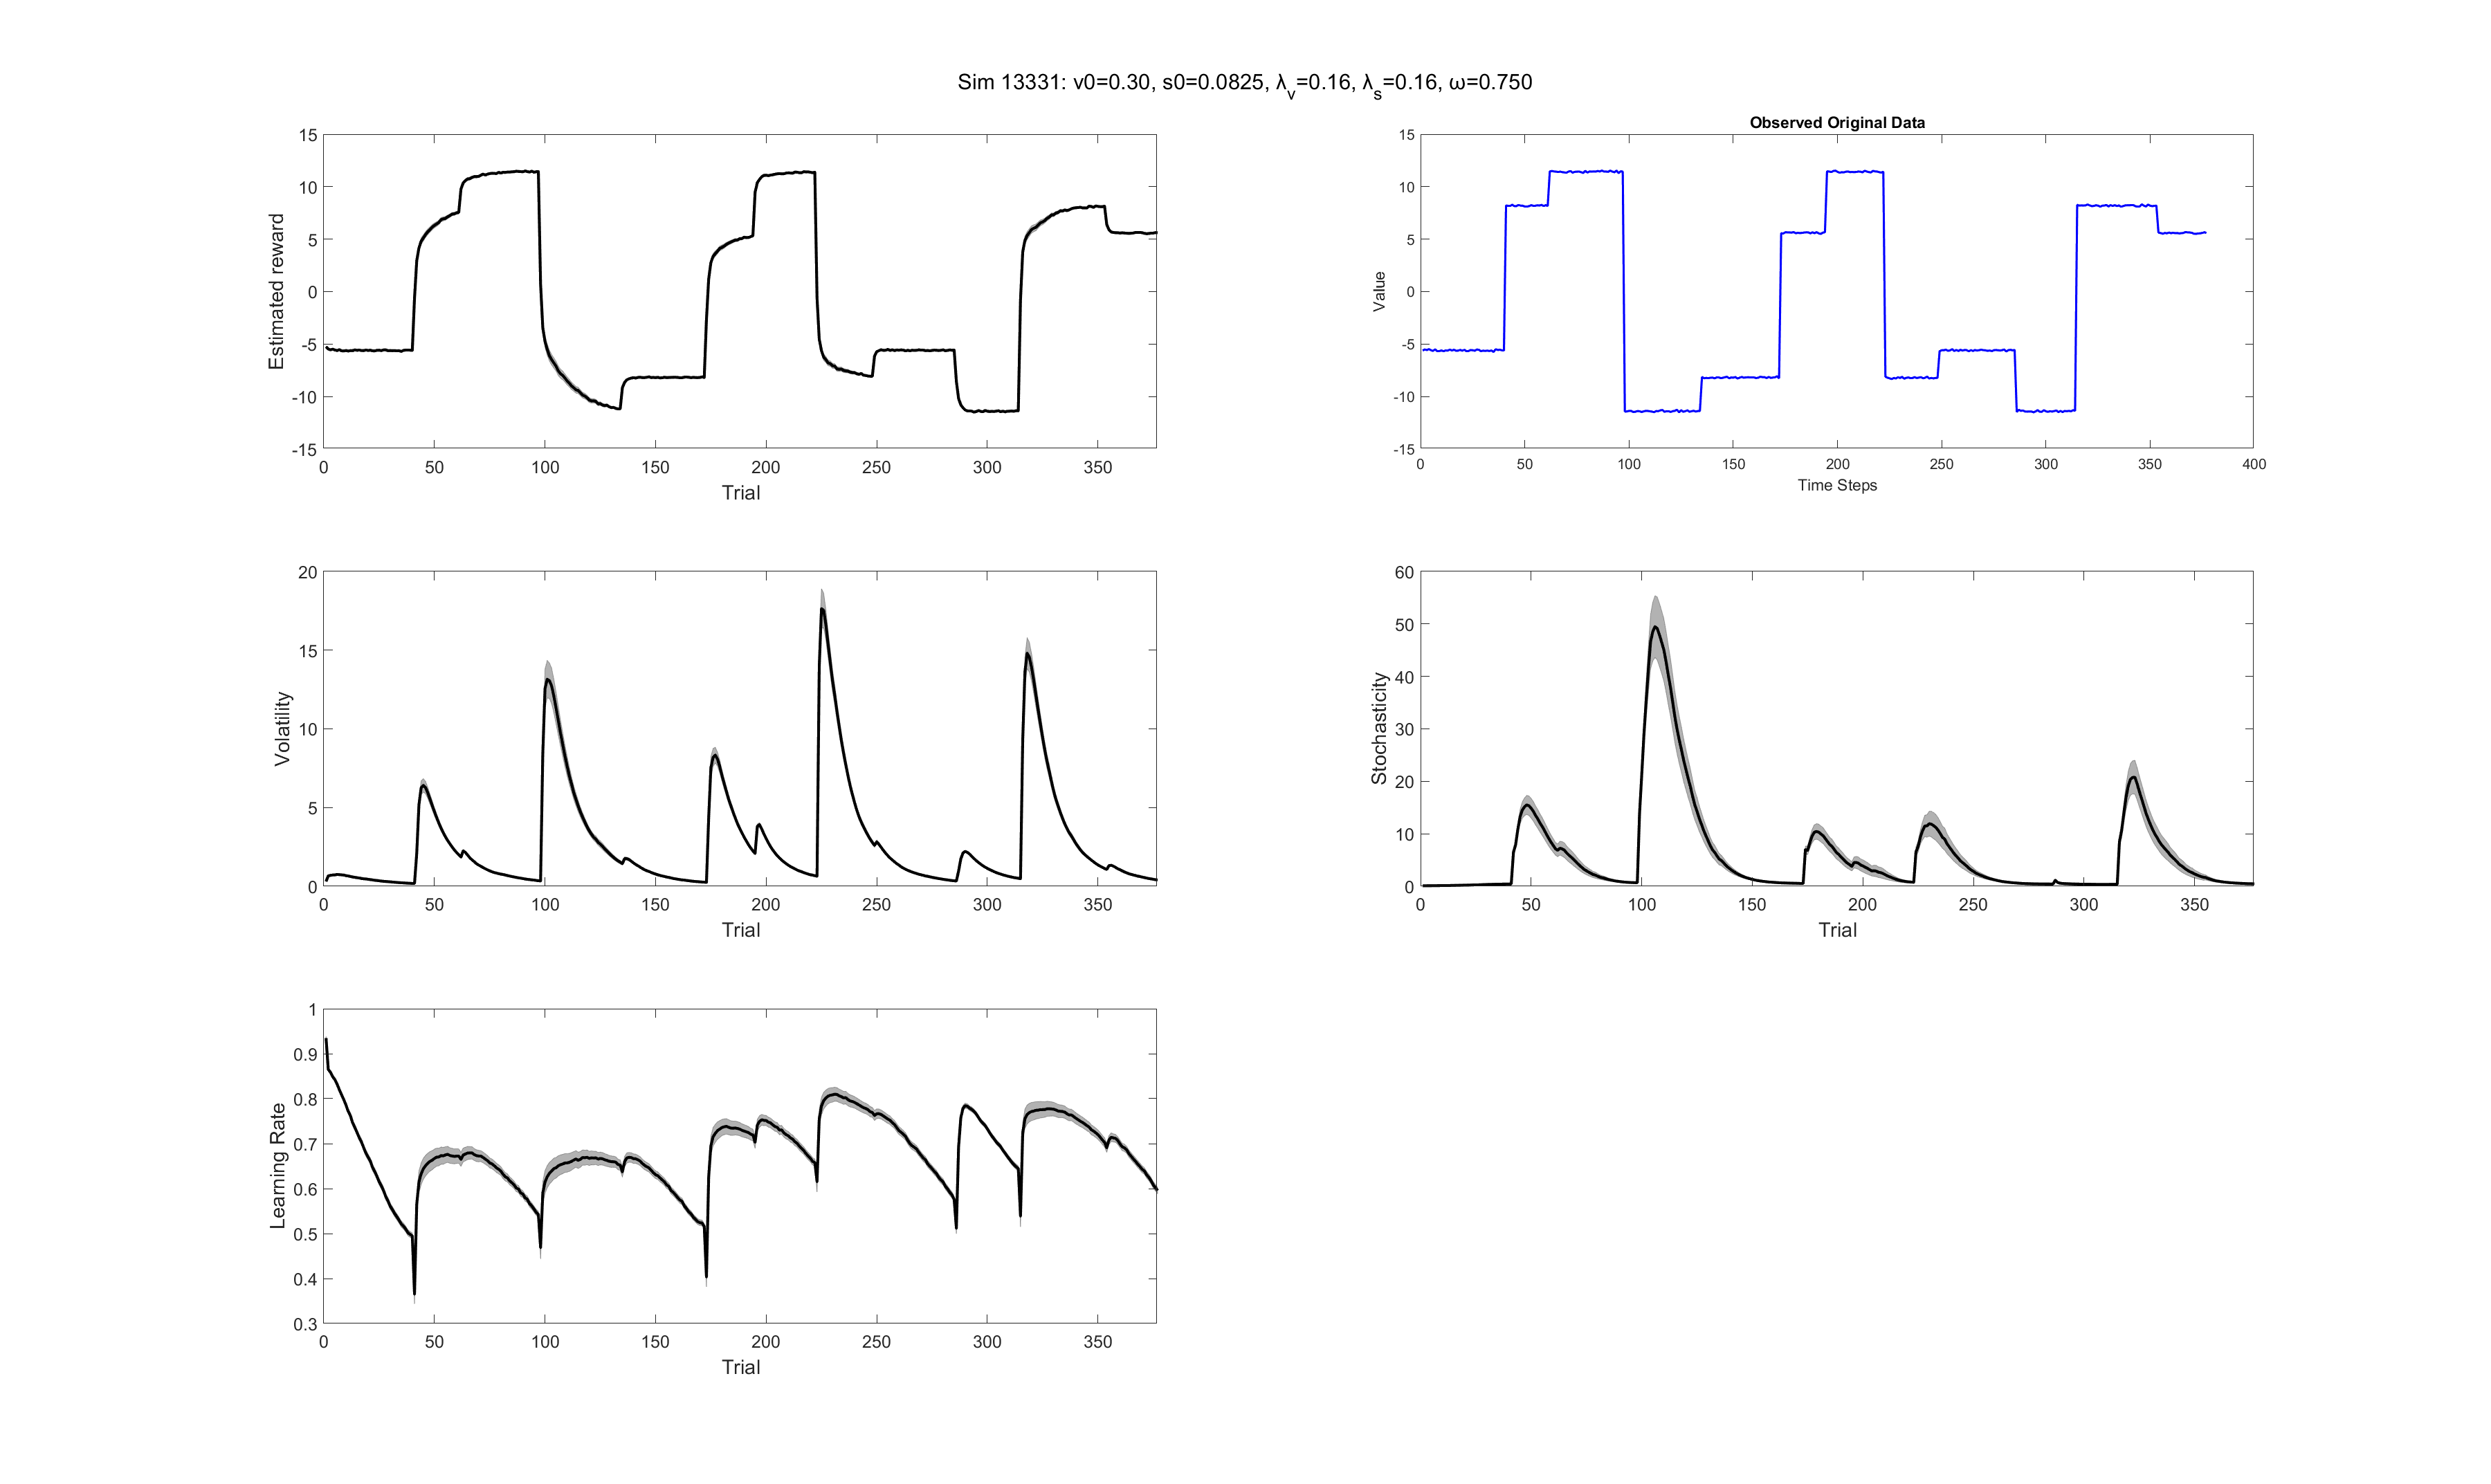 Sim 13331: v0=0.30, s0=0.0825, λv=0.16, λs=0.16, ω=0.750
15
10
5
0
-5
-10
-15
Estimated reward
0 50 100 150 200 250 300 350
Trial
Observed Original Data
15
10
5
0
-5
-10
-15
Value
0 50 100 150 200 250 300 350 400
Time Steps
20
15
10
5
0
Volatility
0 50 100 150 200 250 300 350
Trial
60
50
40
30
20
10
0
Stochasticity
0 50 100 150 200 250 300 350
Trial
1
0.9
0.8
0.7
0.6
0.5
0.4
0.3
Learning Rate
0 50 100 150 200 250 300 350
Trial